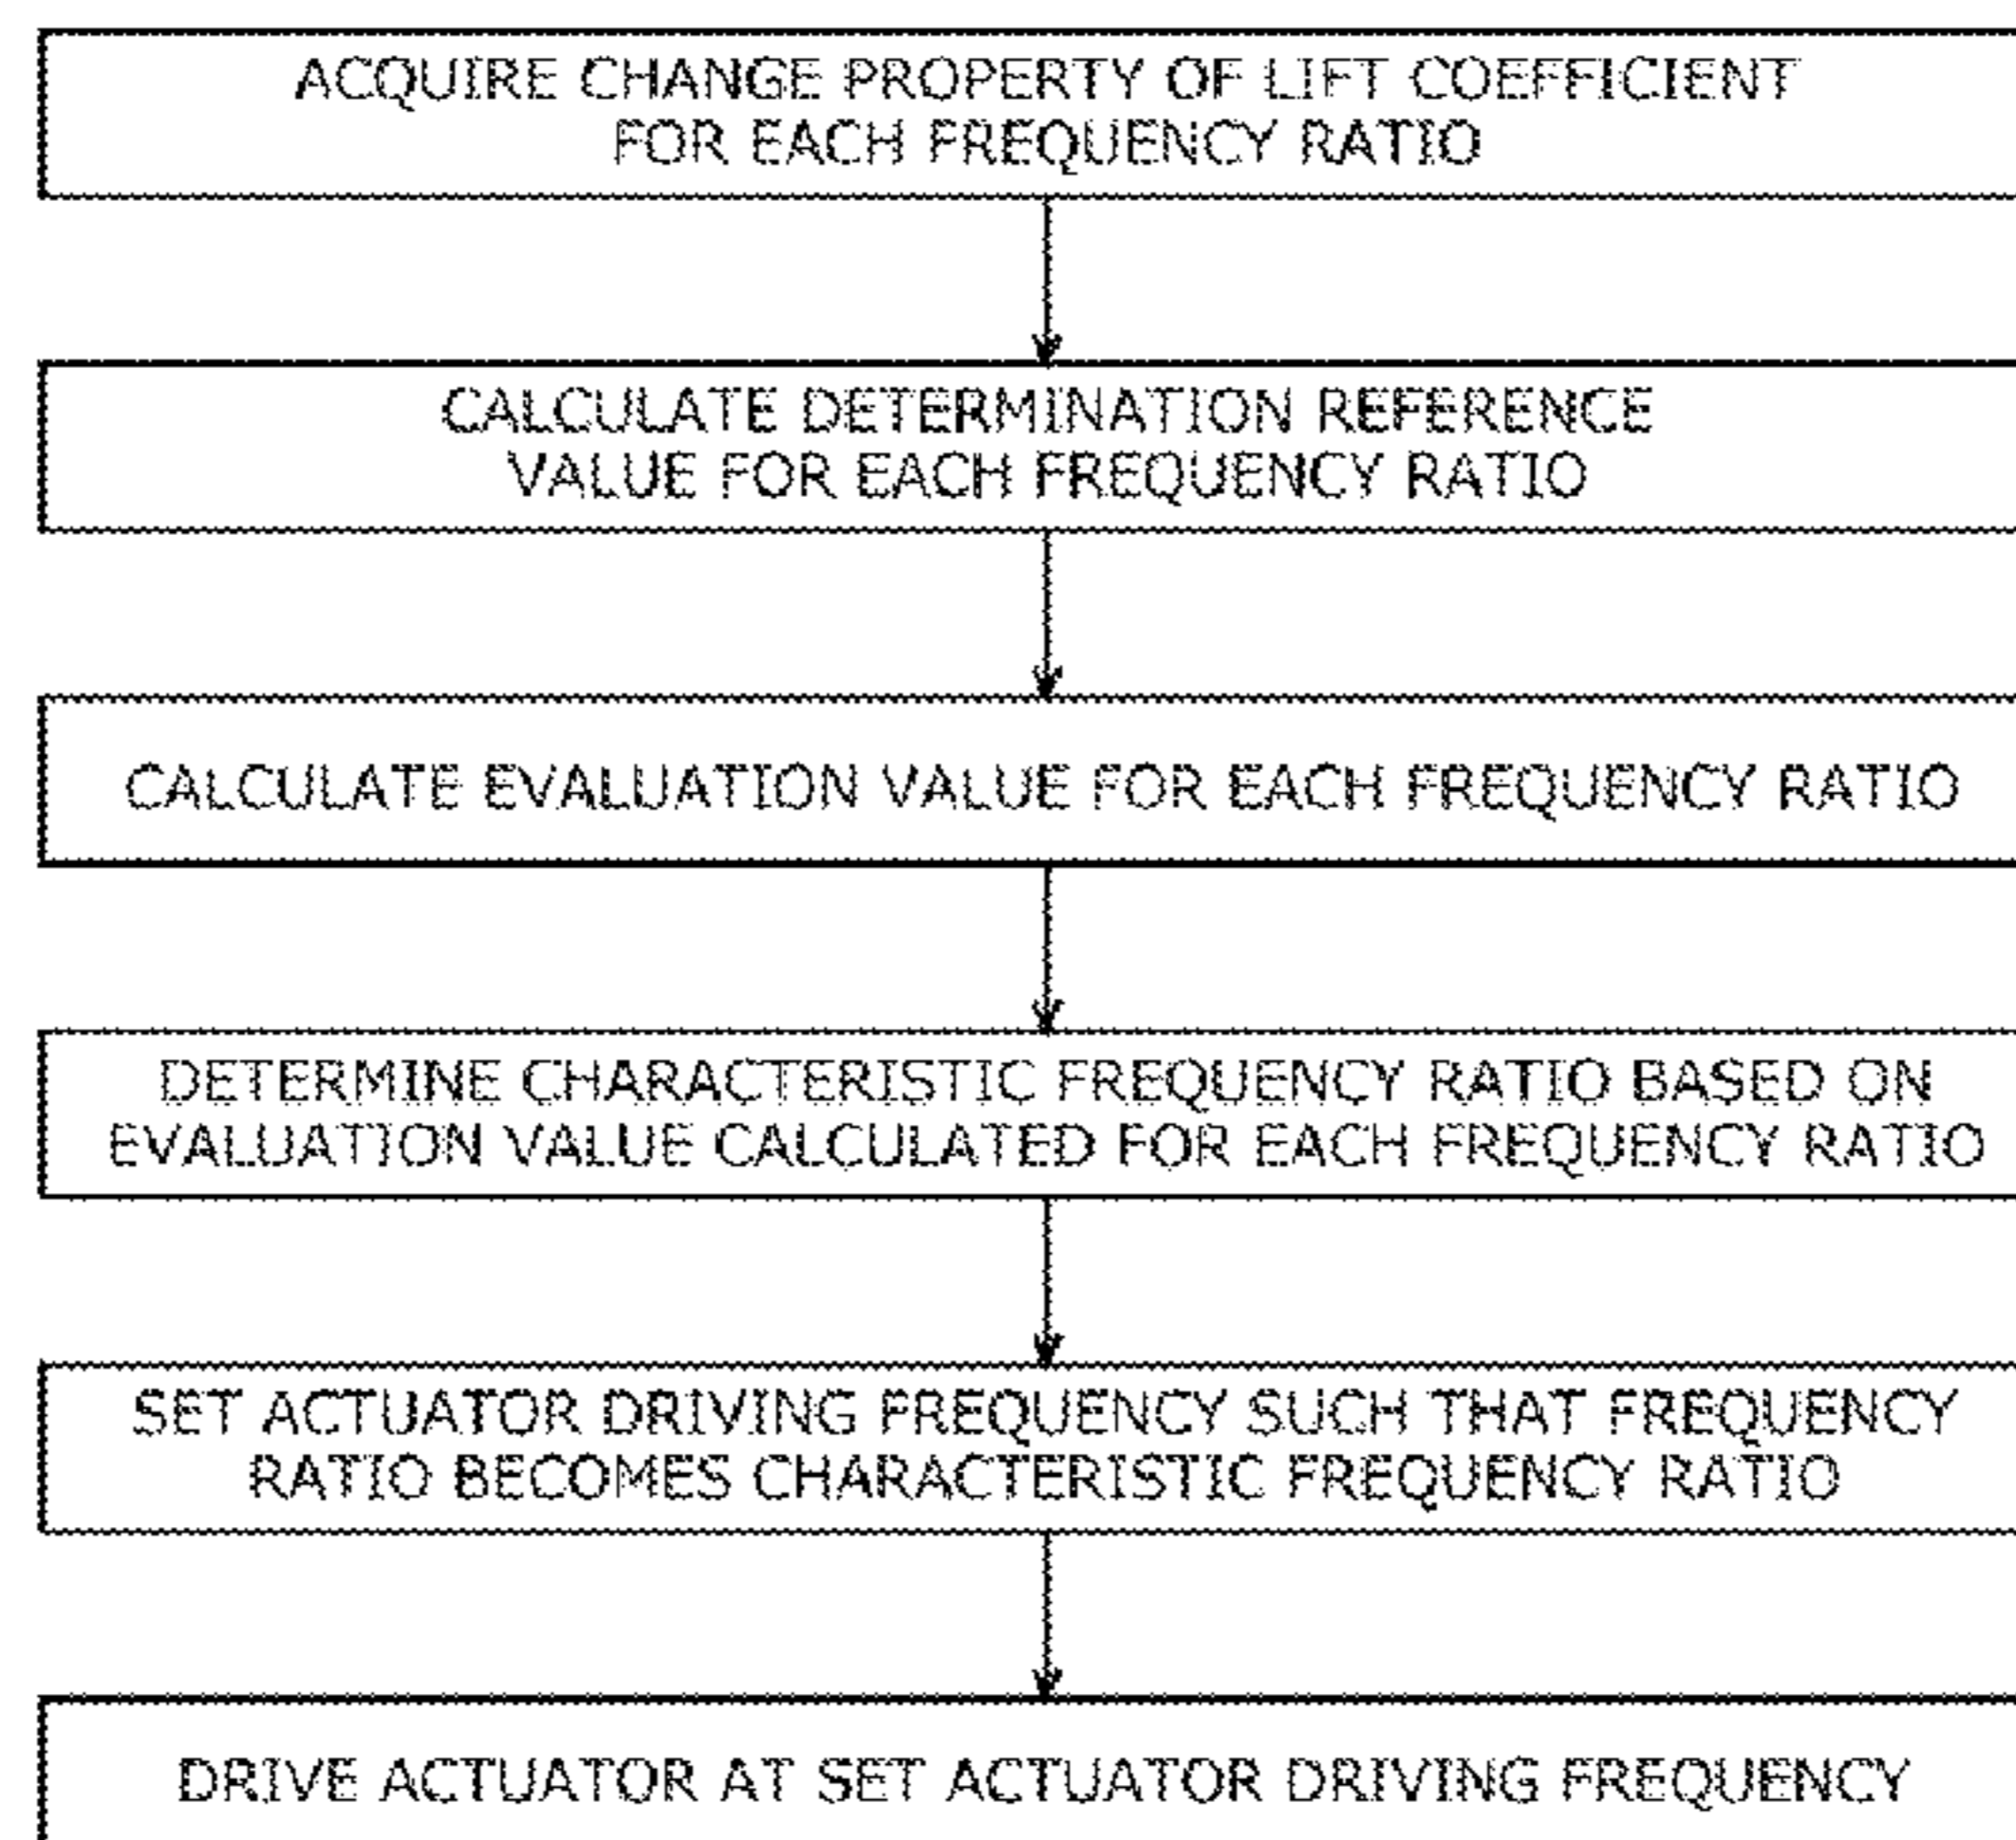 ACQUIRE CHANGE PROPERTY OF LIFT COEFFICIENT
FOR EACH FREQUENCY RATIO
CALCULATE DETERMINATION REFERENCE
VALUE FOR EACH FREQUENCY RATIO
CALCULATE EVALUATION VALUE FOR EACH FREQUENCY RATIO
DETERMINE CHARACTERISTIC FREQUENCY RATIO BASED ON
EVALUATION VALUE CALCULATED FOR EACH FREQUENCY RATIO
SET ACTUATOR DRIVING FREQUENCY SUCH THAT FREQUENCY
RATIO BECOMES CHARACTERISTIC FREQUENCY RATIO
DRIVE ACTUATOR AT SET ACTUATOR DRIVING FREQUENCY